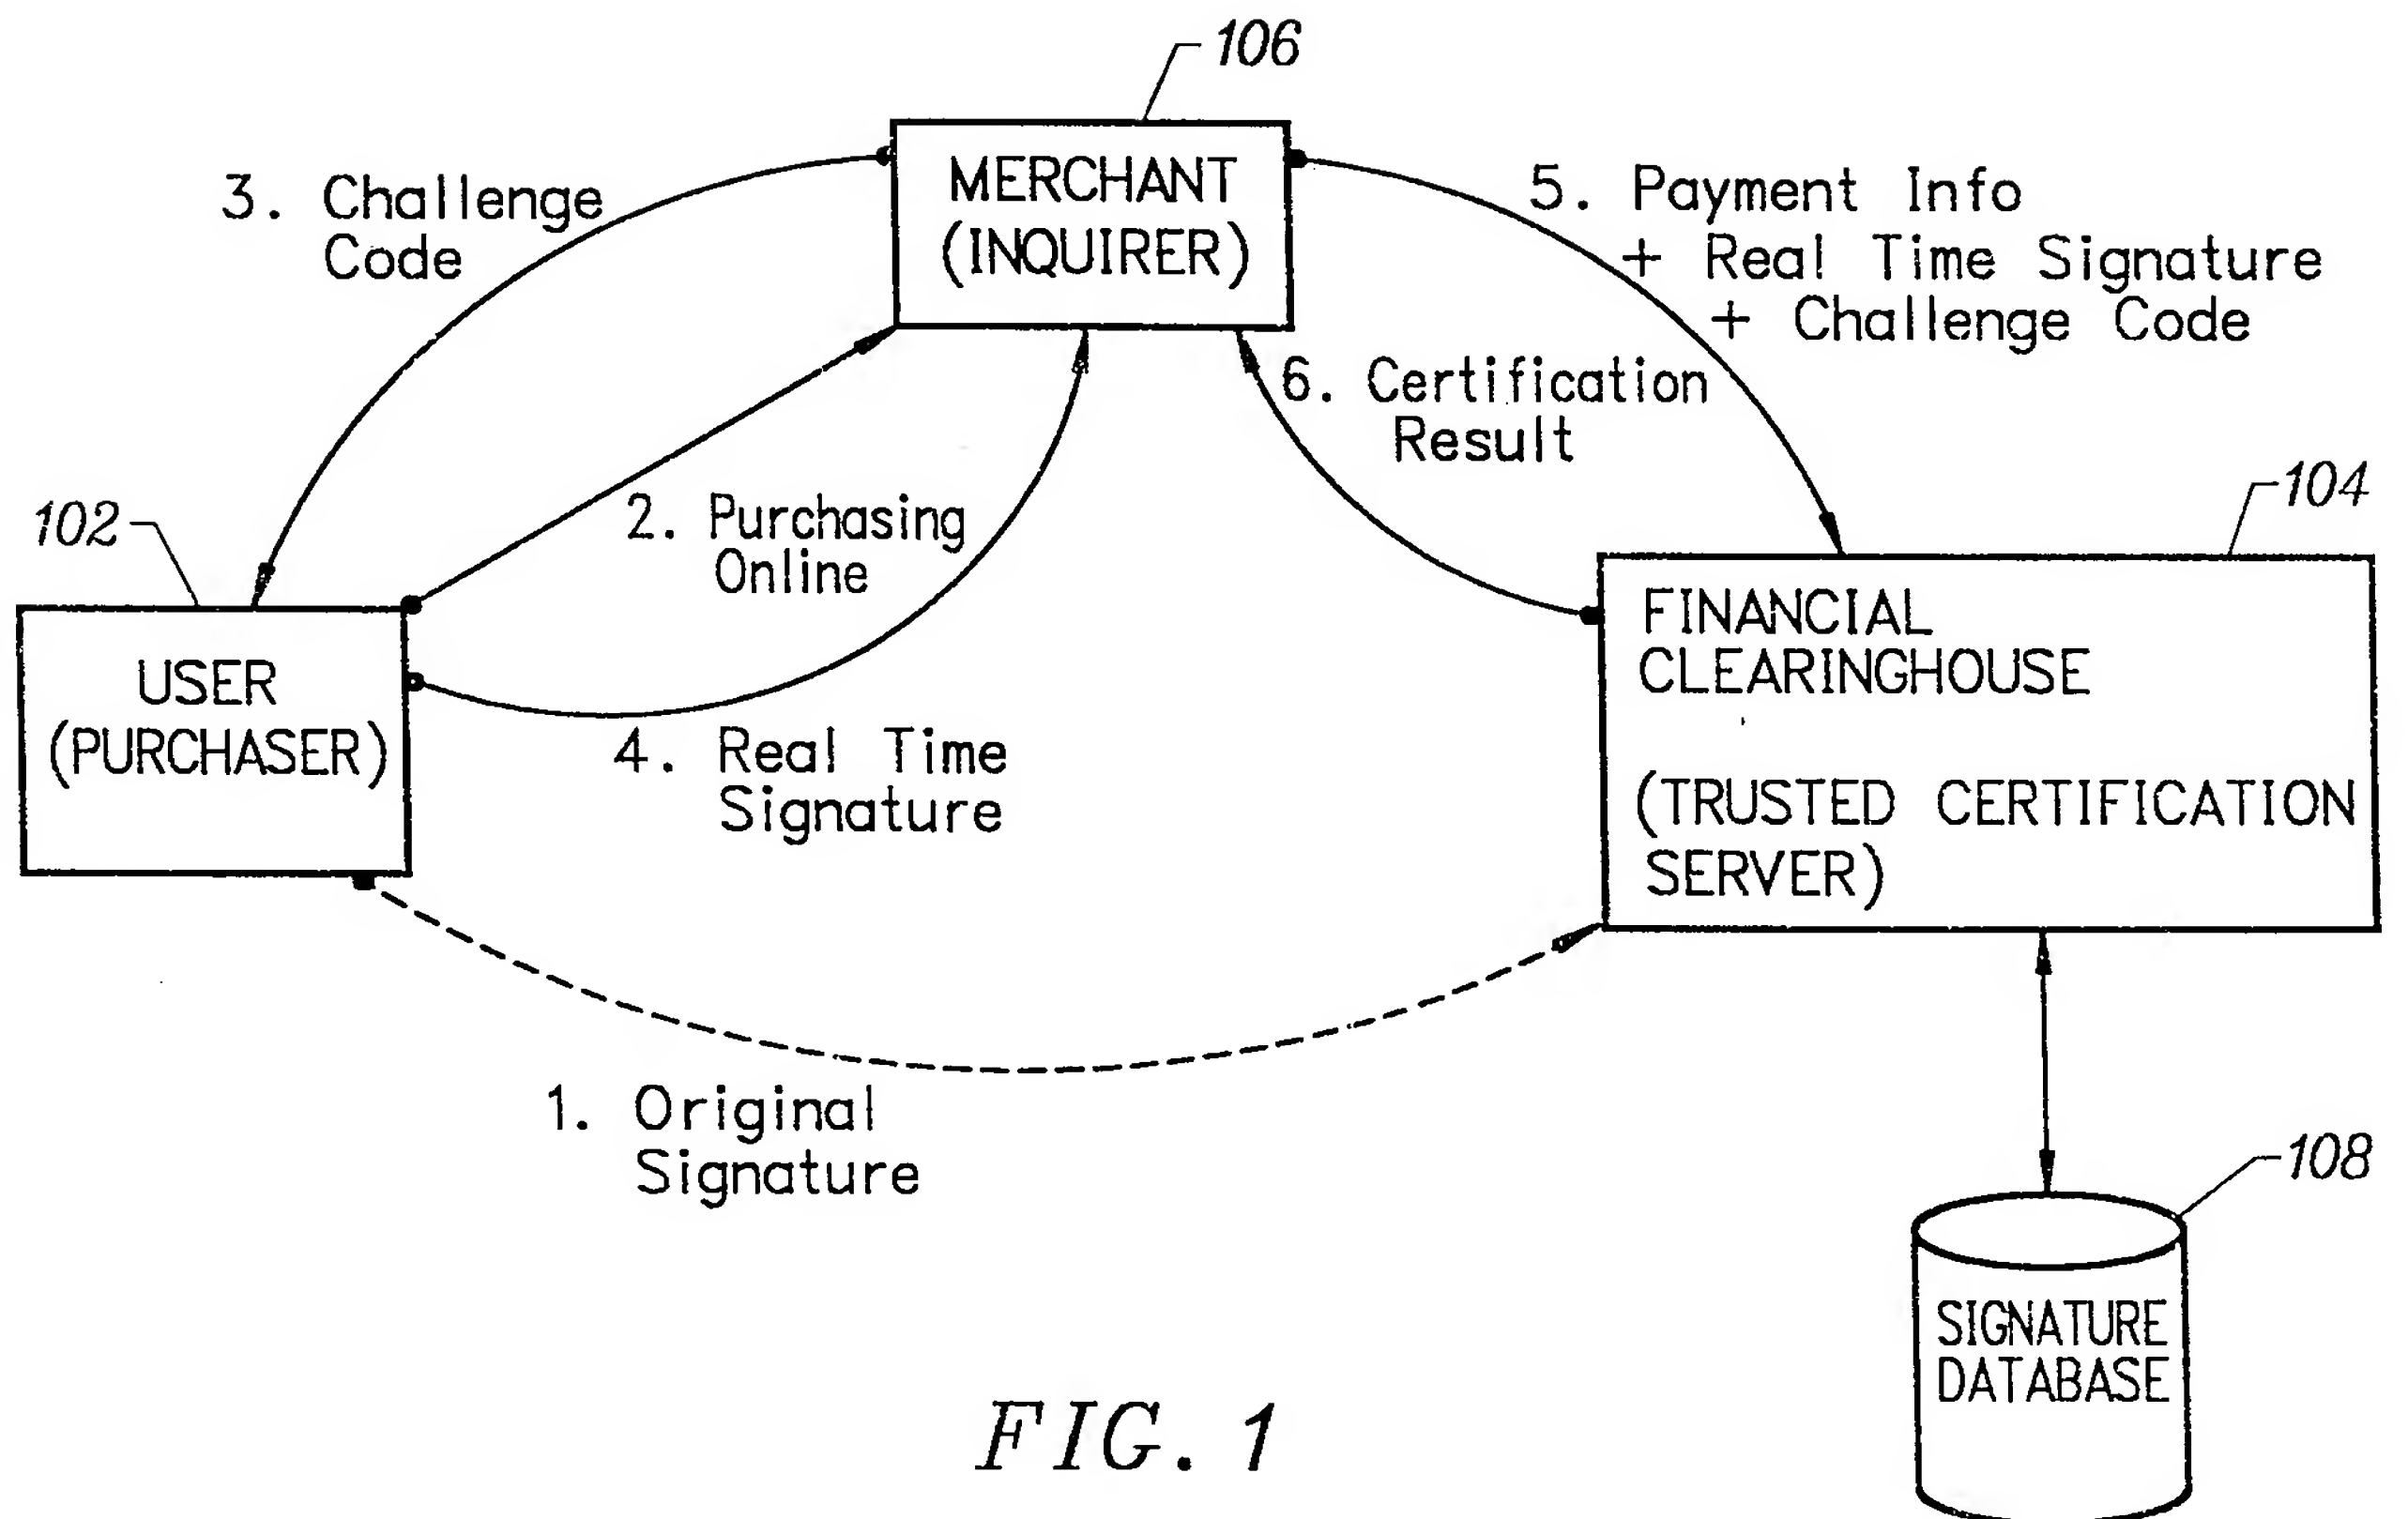 106
MERCHANT
(INQUIRER)
3. Challenge
Code
5. Payment Info
+ Real Time Signature
+ Challenge Code
6. Certification
Result
2. Purchasing
Online
102
USER
(PURCHASER)
4. Real Time
Signature
104
FINANCIAL
CLEARINGHOUSE
(TRUSTED CERTIFICATION
SERVER)
1. Original
Signature
108
SIGNATURE
DATABASE
FIG. 1